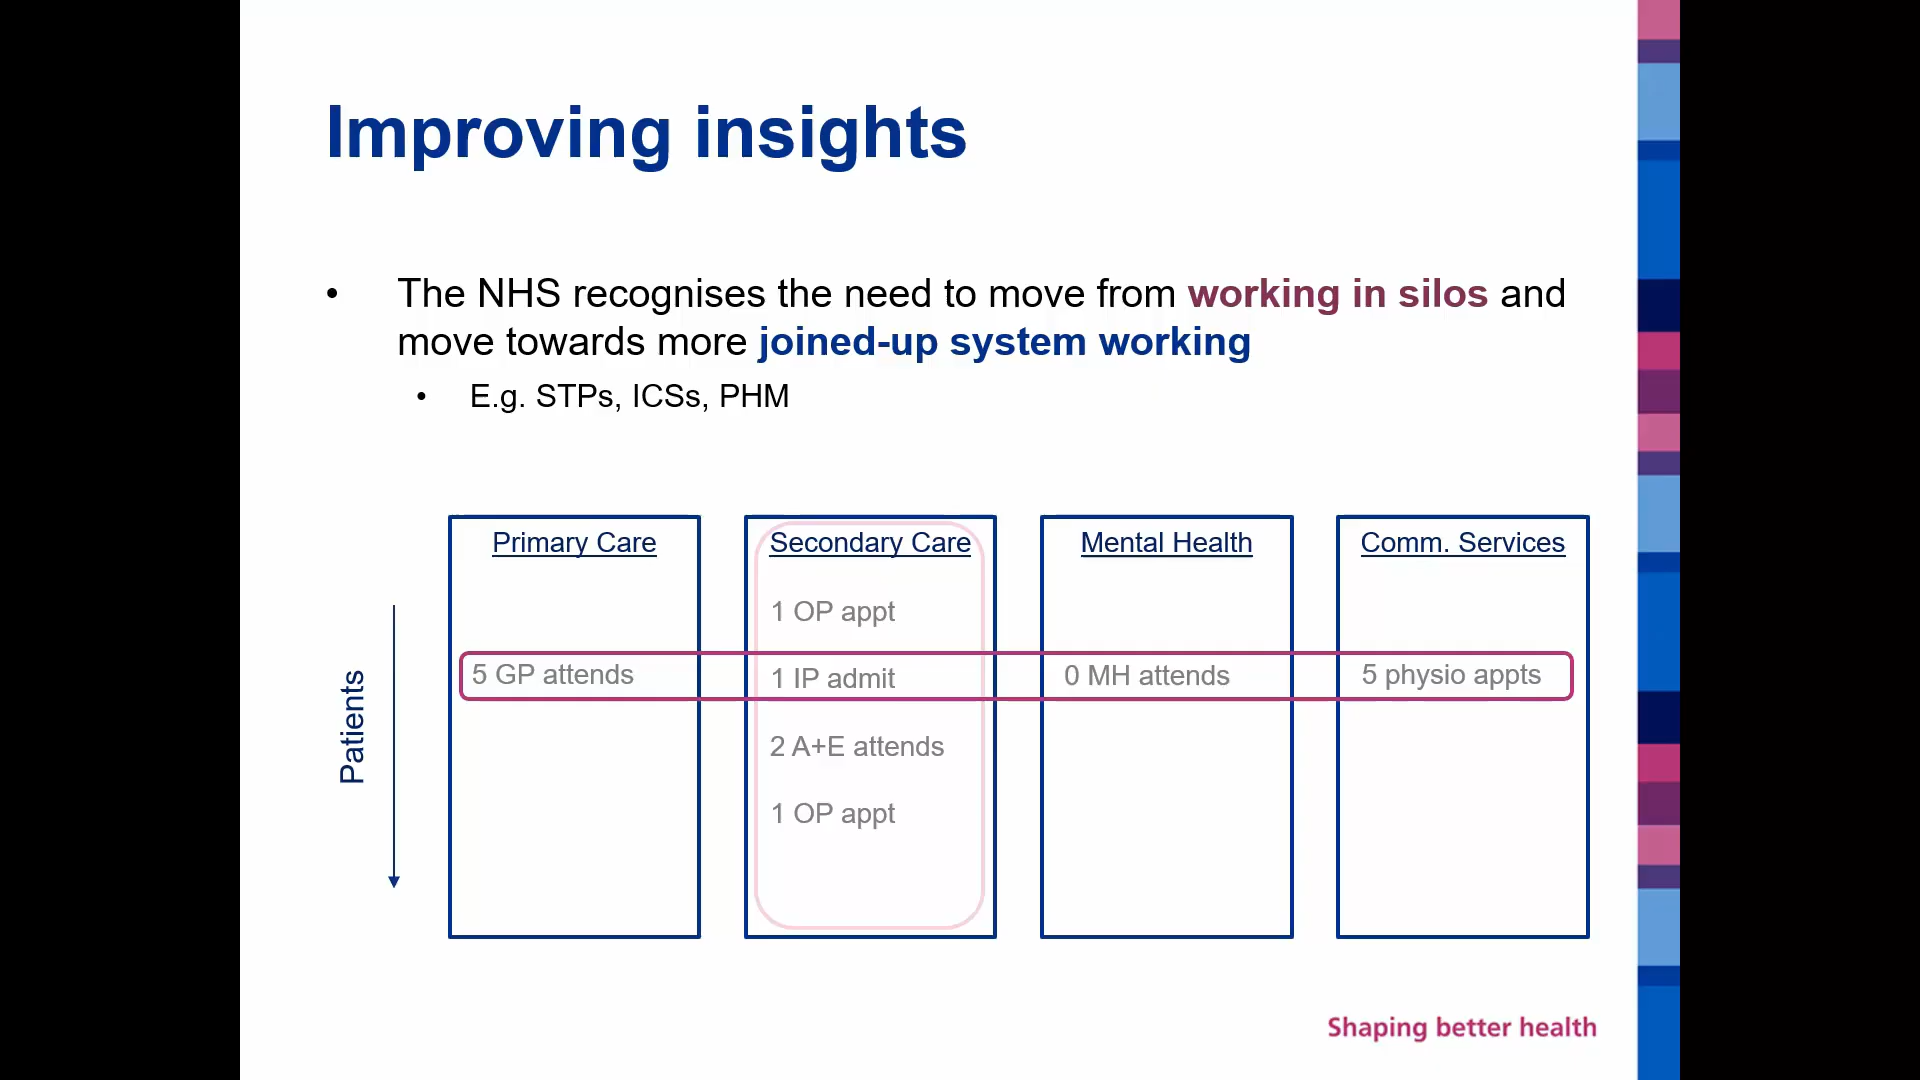 Improving insights
• The NHS recognises the need to move from working in silos and
move towards more joined-up system working
• E.g. STPs, ICSs, PHM
Primary Care
Secondary Care
Mental Health
Comm. Services
Patients
1 OP appt
5 GP attends
1 IP admit
0 MH attends
5 physio appts
2 A+E attends
1 OP appt
Shaping better health